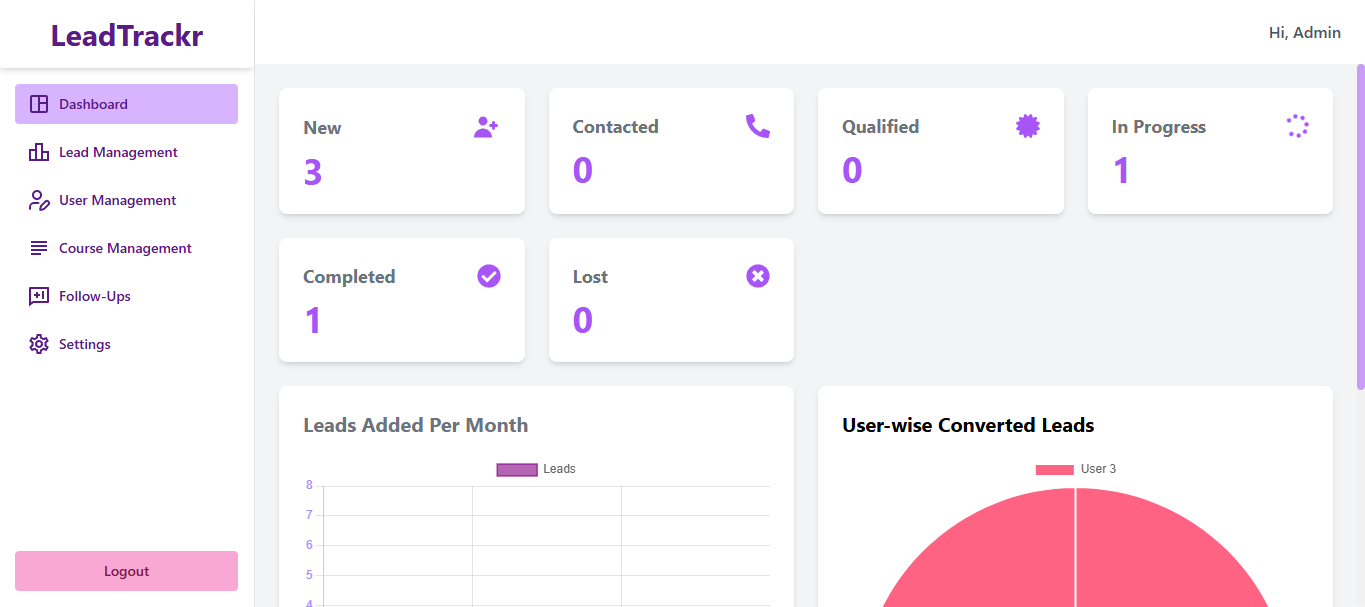 LeadTrackr
Hi, Admin
Dashboard
Lead Management
User Management
Course Management
Follow-Ups
Settings
Logout
New
3
Contacted
0
Qualified
0
In Progress
1
Completed
1
Lost
0
Leads Added Per Month
Leads
8
7
6
5
4
User-wise Converted Leads
User 3